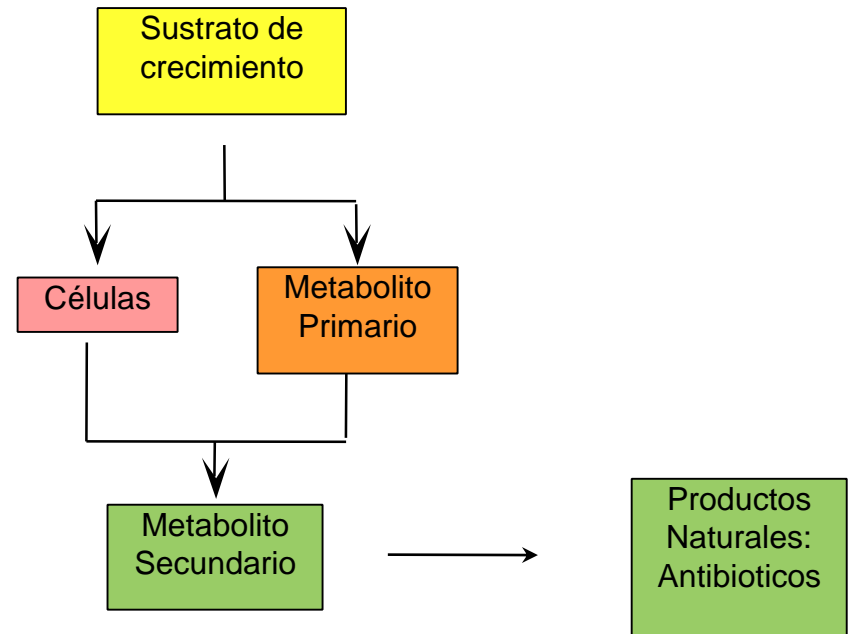 Sustrato de
crecimiento
Células
Metabolito
Primario
Metabolito
Secundario
Productos
Naturales:
Antibioticos